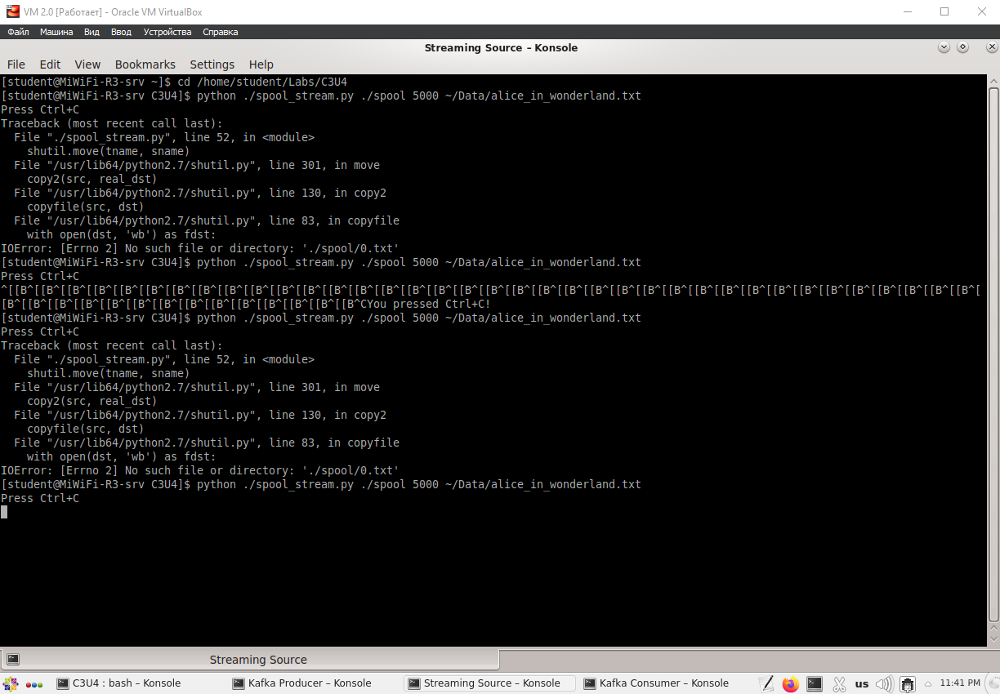 VM 2.0 [Работает] - Oracle VM VirtualBox
Файл Машина Вид Ввод Устройства Справка
Streaming Source – Konsole
File Edit View Bookmarks Settings Help
[student@MiWiFi-R3-srv ~]$ cd /home/student/Labs/C3U4
[student@MiWiFi-R3-srv C3U4]$ python ./spool_stream.py ./spool 5000 ~/Data/alice_in_wonderland.txt
Press Ctrl+C
Traceback (most recent call last):
  File "./spool_stream.py", line 52, in <module>
    shutil.move(tname, sname)
  File "/usr/lib64/python2.7/shutil.py", line 301, in move
    copy2(src, real_dst)
  File "/usr/lib64/python2.7/shutil.py", line 130, in copy2
    copyfile(src, dst)
  File "/usr/lib64/python2.7/shutil.py", line 83, in copyfile
    with open(dst, 'wb') as fdst:
IOError: [Errno 2] No such file or directory: './spool/0.txt'
[student@MiWiFi-R3-srv C3U4]$ python ./spool_stream.py ./spool 5000 ~/Data/alice_in_wonderland.txt
Press Ctrl+C
^[[B^[[B^[[B^[[B^[[B^[[B^[[B^[[B^[[B^[[B^[[B^[[B^[[B^[[B^[[B^[[B^[[B^[[B^[[B^[[B^[[B^[[B^[[B^[[B^[[B^[[B^[[B^[[B^[[B^[[B^[[B^[[B^[[B^[[B^[[B^[[B^[[B^[
[B^[[B^[[B^[[B^[[B^[[B^[[B^[[B^[[B^[[B^[[B^[[B^[[B^[[B^CYou pressed Ctrl+C!
[student@MiWiFi-R3-srv C3U4]$ python ./spool_stream.py ./spool 5000 ~/Data/alice_in_wonderland.txt
Press Ctrl+C
Traceback (most recent call last):
  File "./spool_stream.py", line 52, in <module>
    shutil.move(tname, sname)
  File "/usr/lib64/python2.7/shutil.py", line 301, in move
    copy2(src, real_dst)
  File "/usr/lib64/python2.7/shutil.py", line 130, in copy2
    copyfile(src, dst)
  File "/usr/lib64/python2.7/shutil.py", line 83, in copyfile
    with open(dst, 'wb') as fdst:
IOError: [Errno 2] No such file or directory: './spool/0.txt'
[student@MiWiFi-R3-srv C3U4]$ python ./spool_stream.py ./spool 5000 ~/Data/alice_in_wonderland.txt
Press Ctrl+C
Streaming Source
C3U4 : bash – Konsole Kafka Producer – Konsole Streaming Source – Konsole Kafka Consumer – Konsole us 11:41 PM